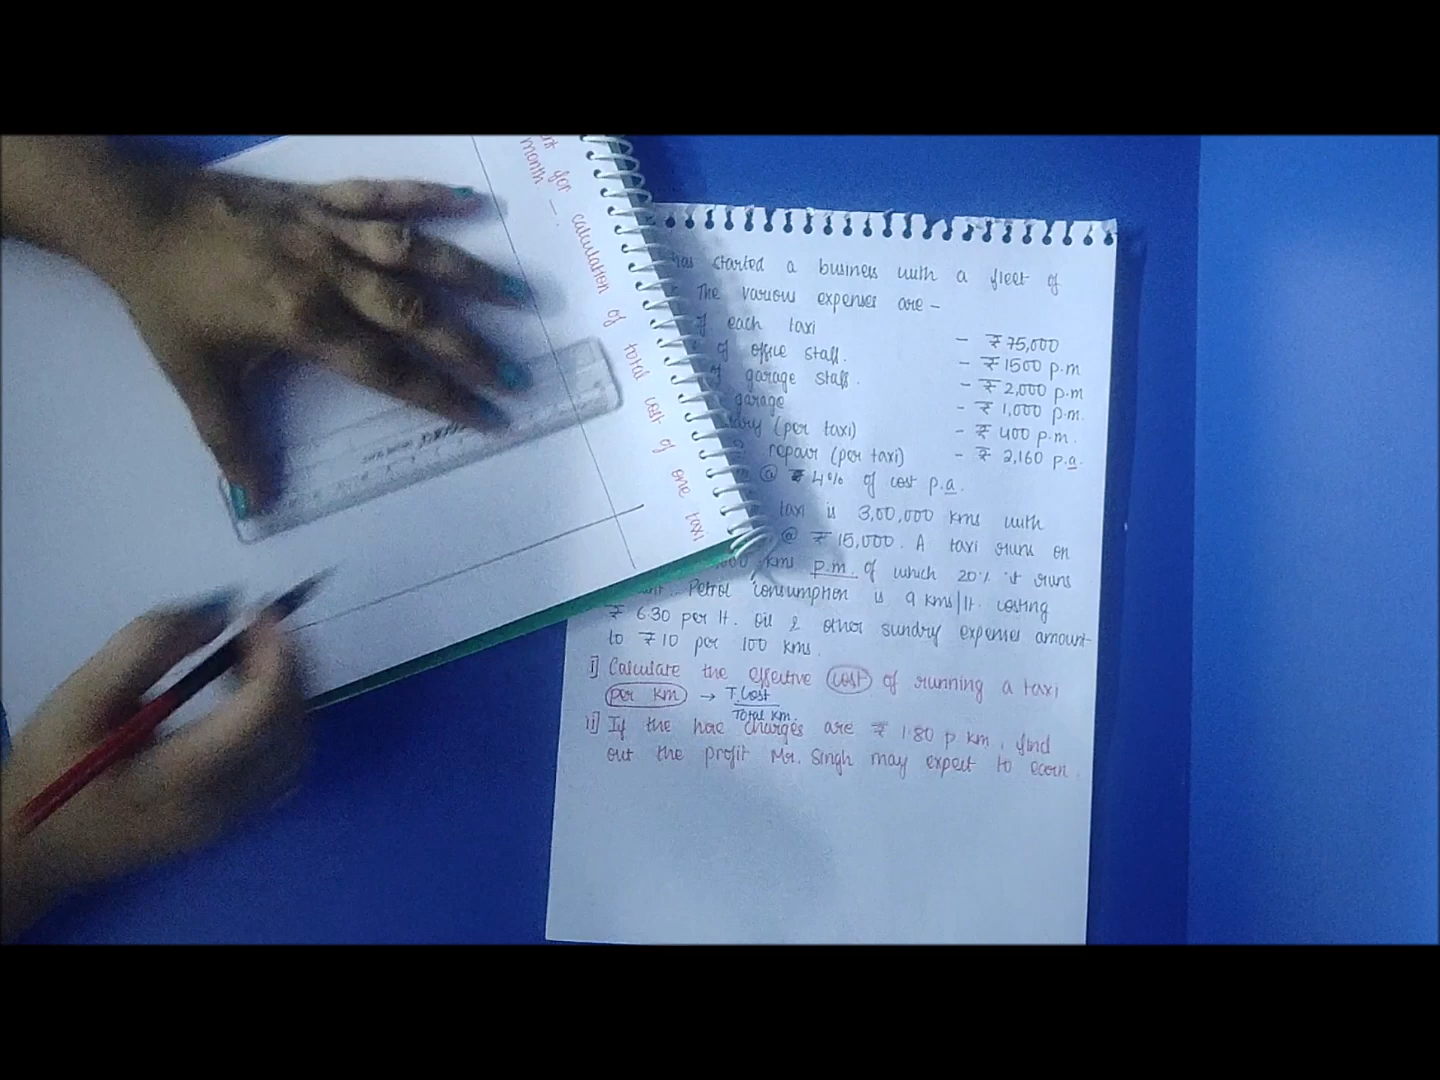 for calculation of total cost of one taxi
month -
has started a business with a fleet of
The various expenses are -
each taxi - ₹ 75,000
of office staff. - ₹ 1500 p.m
garage staff. - ₹ 2,000 p.m
garage - ₹ 1,000 p.m.
(per taxi) - ₹ 400 p.m.
repair (per taxi) - ₹ 2,160 p.a.
@ 4% of cost p.a.
taxi is 3,00,000 kms with
@ ₹ 15,000. A taxi runs on
kms p.m. of which 20% it runs
Petrol consumption is 9 kms/lt. costing
₹ 6.30 per lt. oil & other sundry expenses amount-
to ₹ 10 per 100 kms.
i] Calculate the effective cost of running a taxi
per km → T.Cost
Total km.
ii] If the hire charges are ₹ 1.80 p km, find
out the profit Mr. Singh may expect to earn.